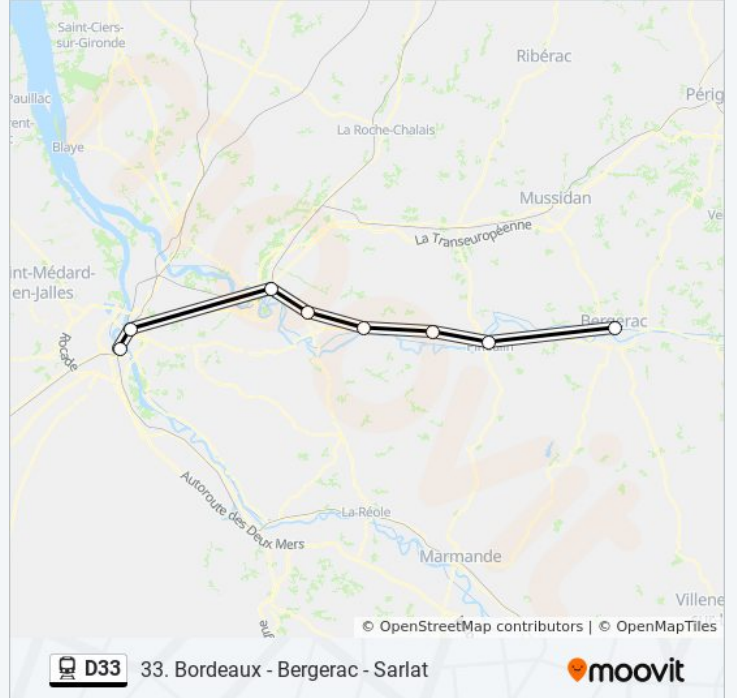 Saint-Ciers-
sur-Gironde
Ribérac
Pauillac
Périg
La Roche-Chalais
Blaye
Mussidan
La Transeuropéenne
int-Médard-
en-Jalles
Bergerac
Rocade
Autoroute des Deux Mers
La Réole
Marmande
Villene
© OpenStreetMap contributors | © OpenMapTiles
D33 33. Bordeaux - Bergerac - Sarlat
moovit